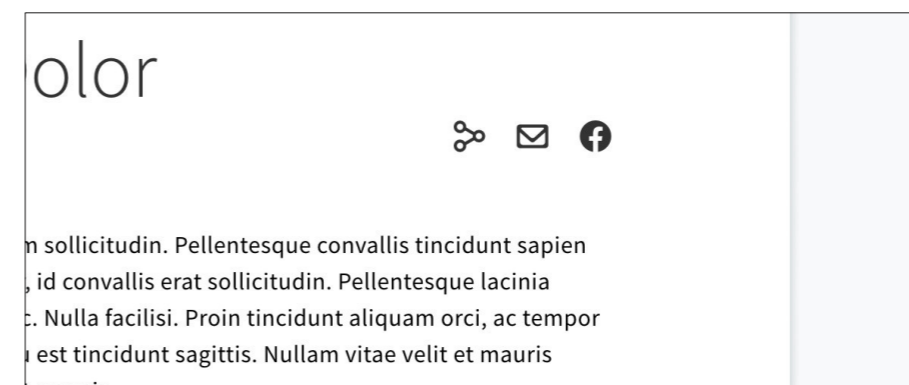 olor
sollicitudin. Pellentesque convallis tincidunt sapien
, id convallis erat sollicitudin. Pellentesque lacinia
. Nulla facilisi. Proin tincidunt aliquam orci, ac tempor
est tincidunt sagittis. Nullam vitae velit et mauris